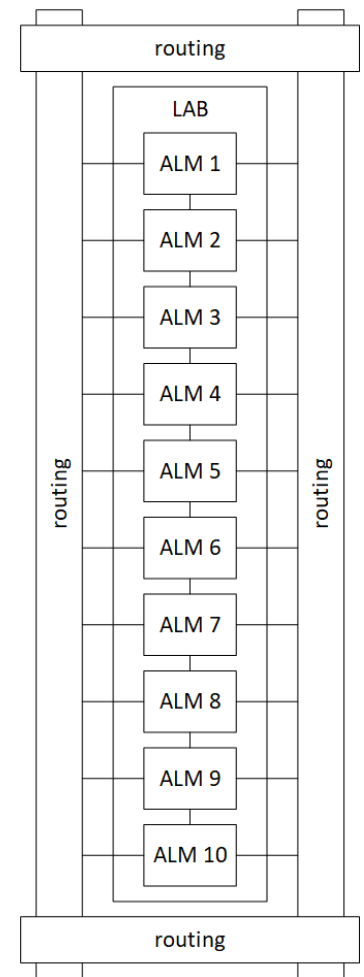 routing
LAB
ALM 1
ALM 2
ALM 3
ALM 4
ALM 5
routing
routing
ALM 6
ALM 7
ALM 8
ALM 9
ALM 10
routing